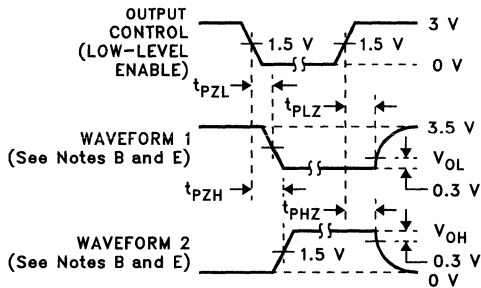 OUTPUT
CONTROL
(LOW-LEVEL
ENABLE)
3 V
1.5 V
1.5 V
0 V
tPZL
tPLZ
WAVEFORM 1
(See Notes B and E)
3.5 V
VOL
0.3 V
tPZH
tPHZ
WAVEFORM 2
(See Notes B and E)
1.5 V
VOH
0.3 V
0 V